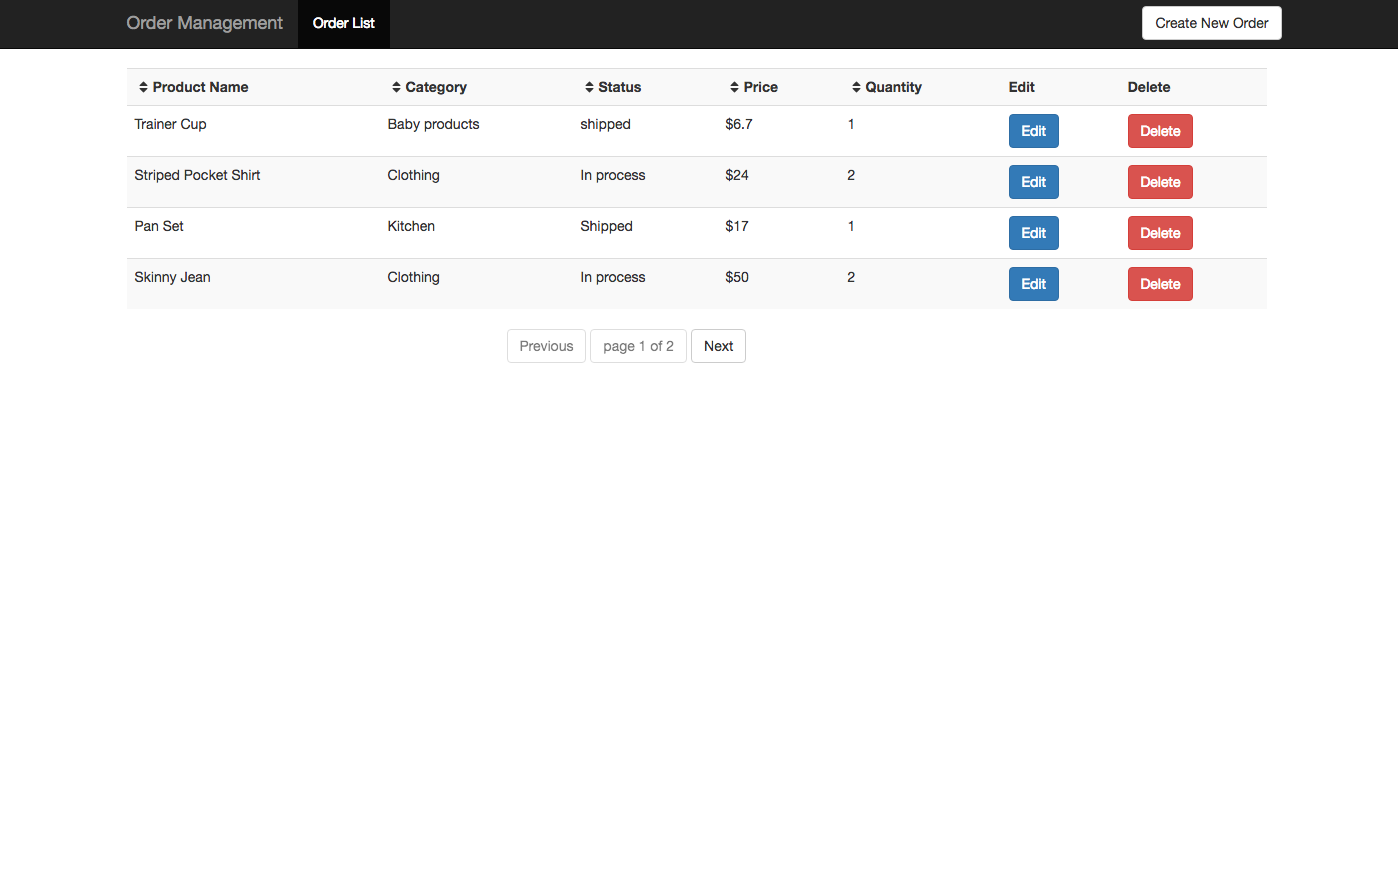 Order Management Order List Create New Order
Product Name Category Status Price Quantity Edit Delete
Trainer Cup Baby products shipped $6.7 1 Edit Delete
Striped Pocket Shirt Clothing In process $24 2 Edit Delete
Pan Set Kitchen Shipped $17 1 Edit Delete
Skinny Jean Clothing In process $50 2 Edit Delete
Previous page 1 of 2 Next